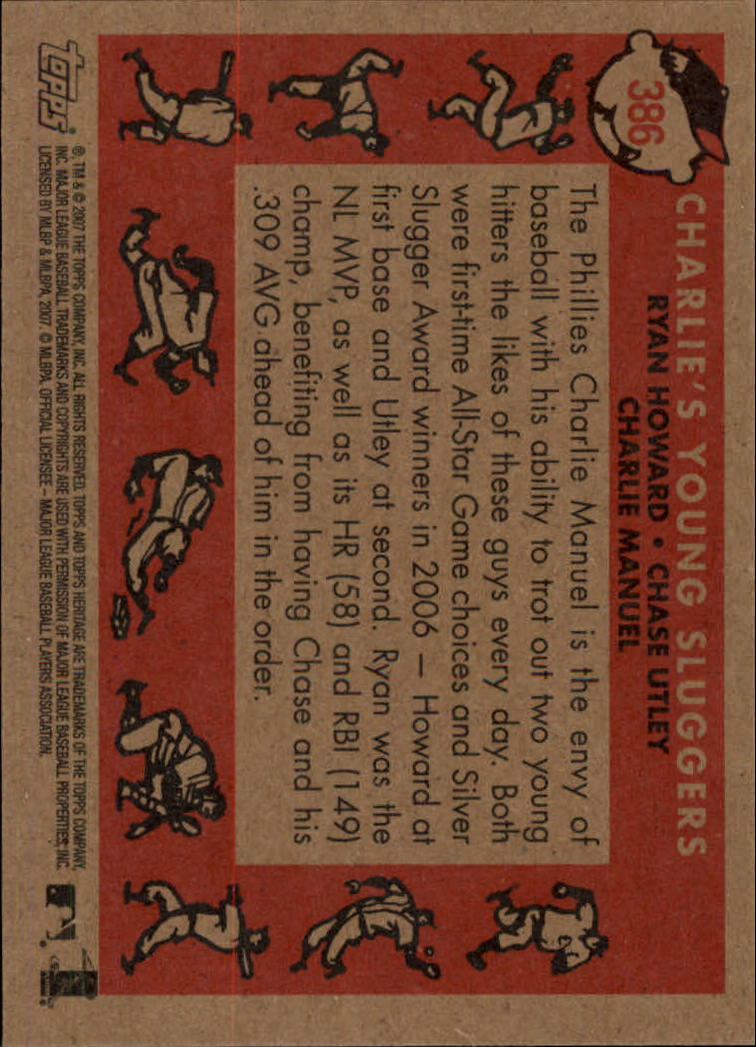 386
CHARLIE'S YOUNG SLUGGERS
RYAN HOWARD • CHASE UTLEY
CHARLIE MANUEL
The Phillies Charlie Manuel is the envy of
baseball with his ability to trot out two young
hitters the likes of these guys every day. Both
were first-time All-Star Game choices and Silver
Slugger Award winners in 2006 — Howard at
first base and Utley at second. Ryan was the
NL MVP, as well as its HR (58) and RBI (149)
champ, benefiting from having Chase and his
.309 AVG ahead of him in the order.
topps
®, TM & © 2007 THE TOPPS COMPANY, INC. ALL RIGHTS RESERVED. TOPPS AND TOPPS HERITAGE ARE TRADEMARKS OF THE TOPPS COMPANY,
INC. MAJOR LEAGUE BASEBALL TRADEMARKS AND COPYRIGHTS ARE USED WITH PERMISSION OF MAJOR LEAGUE BASEBALL PROPERTIES, INC.
LICENSED BY MLBP & MLBPA, 2007. © MLBPA, OFFICIAL LICENSEE – MAJOR LEAGUE BASEBALL PLAYERS ASSOCIATION.